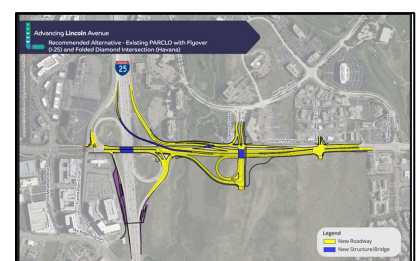 Advancing Lincoln Avenue
Recommended Alternative - Existing PARCLO with Flyover
(I-25) and Folded Diamond Intersection (Havana)
25
Legend
New Roadway
New Structure/Bridge